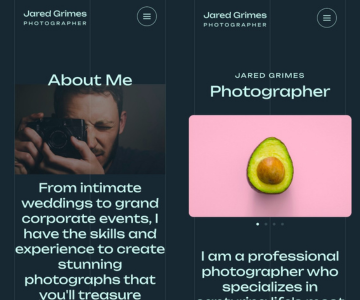 Jared Grimes
PHOTOGRAPHER
About Me
From intimate
weddings to grand
corporate events, I
have the skills and
experience to create
stunning
photographs that
you'll treasure
Jared Grimes
PHOTOGRAPHER
JARED GRIMES
Photographer
I am a professional
photographer who
specializes in